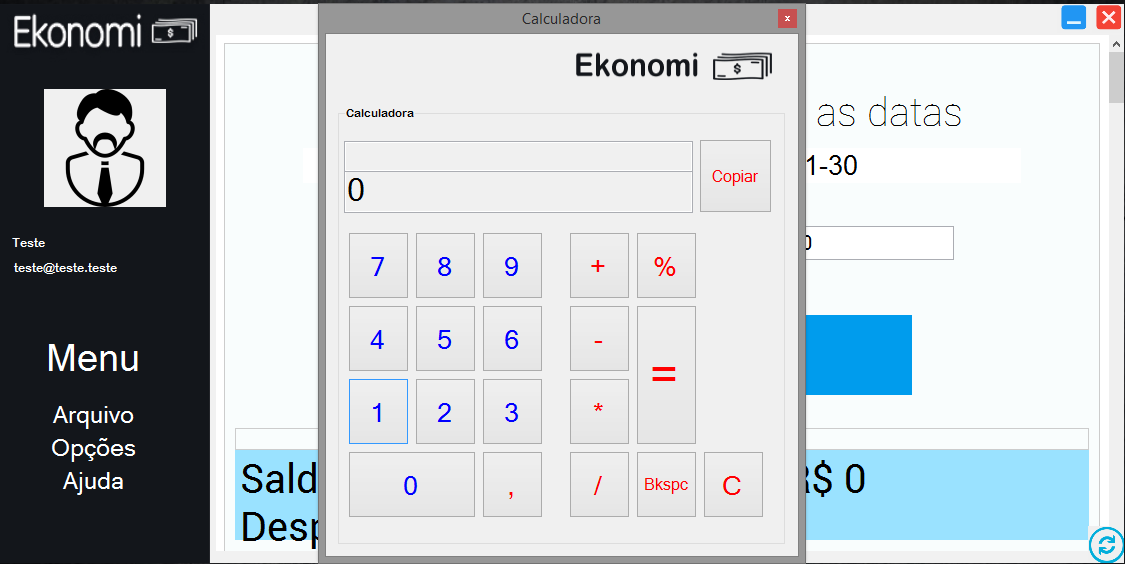 Ekonomi
Teste
teste@teste.teste
Menu
Arquivo
Opções
Ajuda
Calculadora
x
Ekonomi
$
Calculadora
0
Copiar
7 8 9 + %
4 5 6 - =
1 2 3 *
0 , / Bkspc C
as datas
1-30
0
Sald
R$ 0
Desp